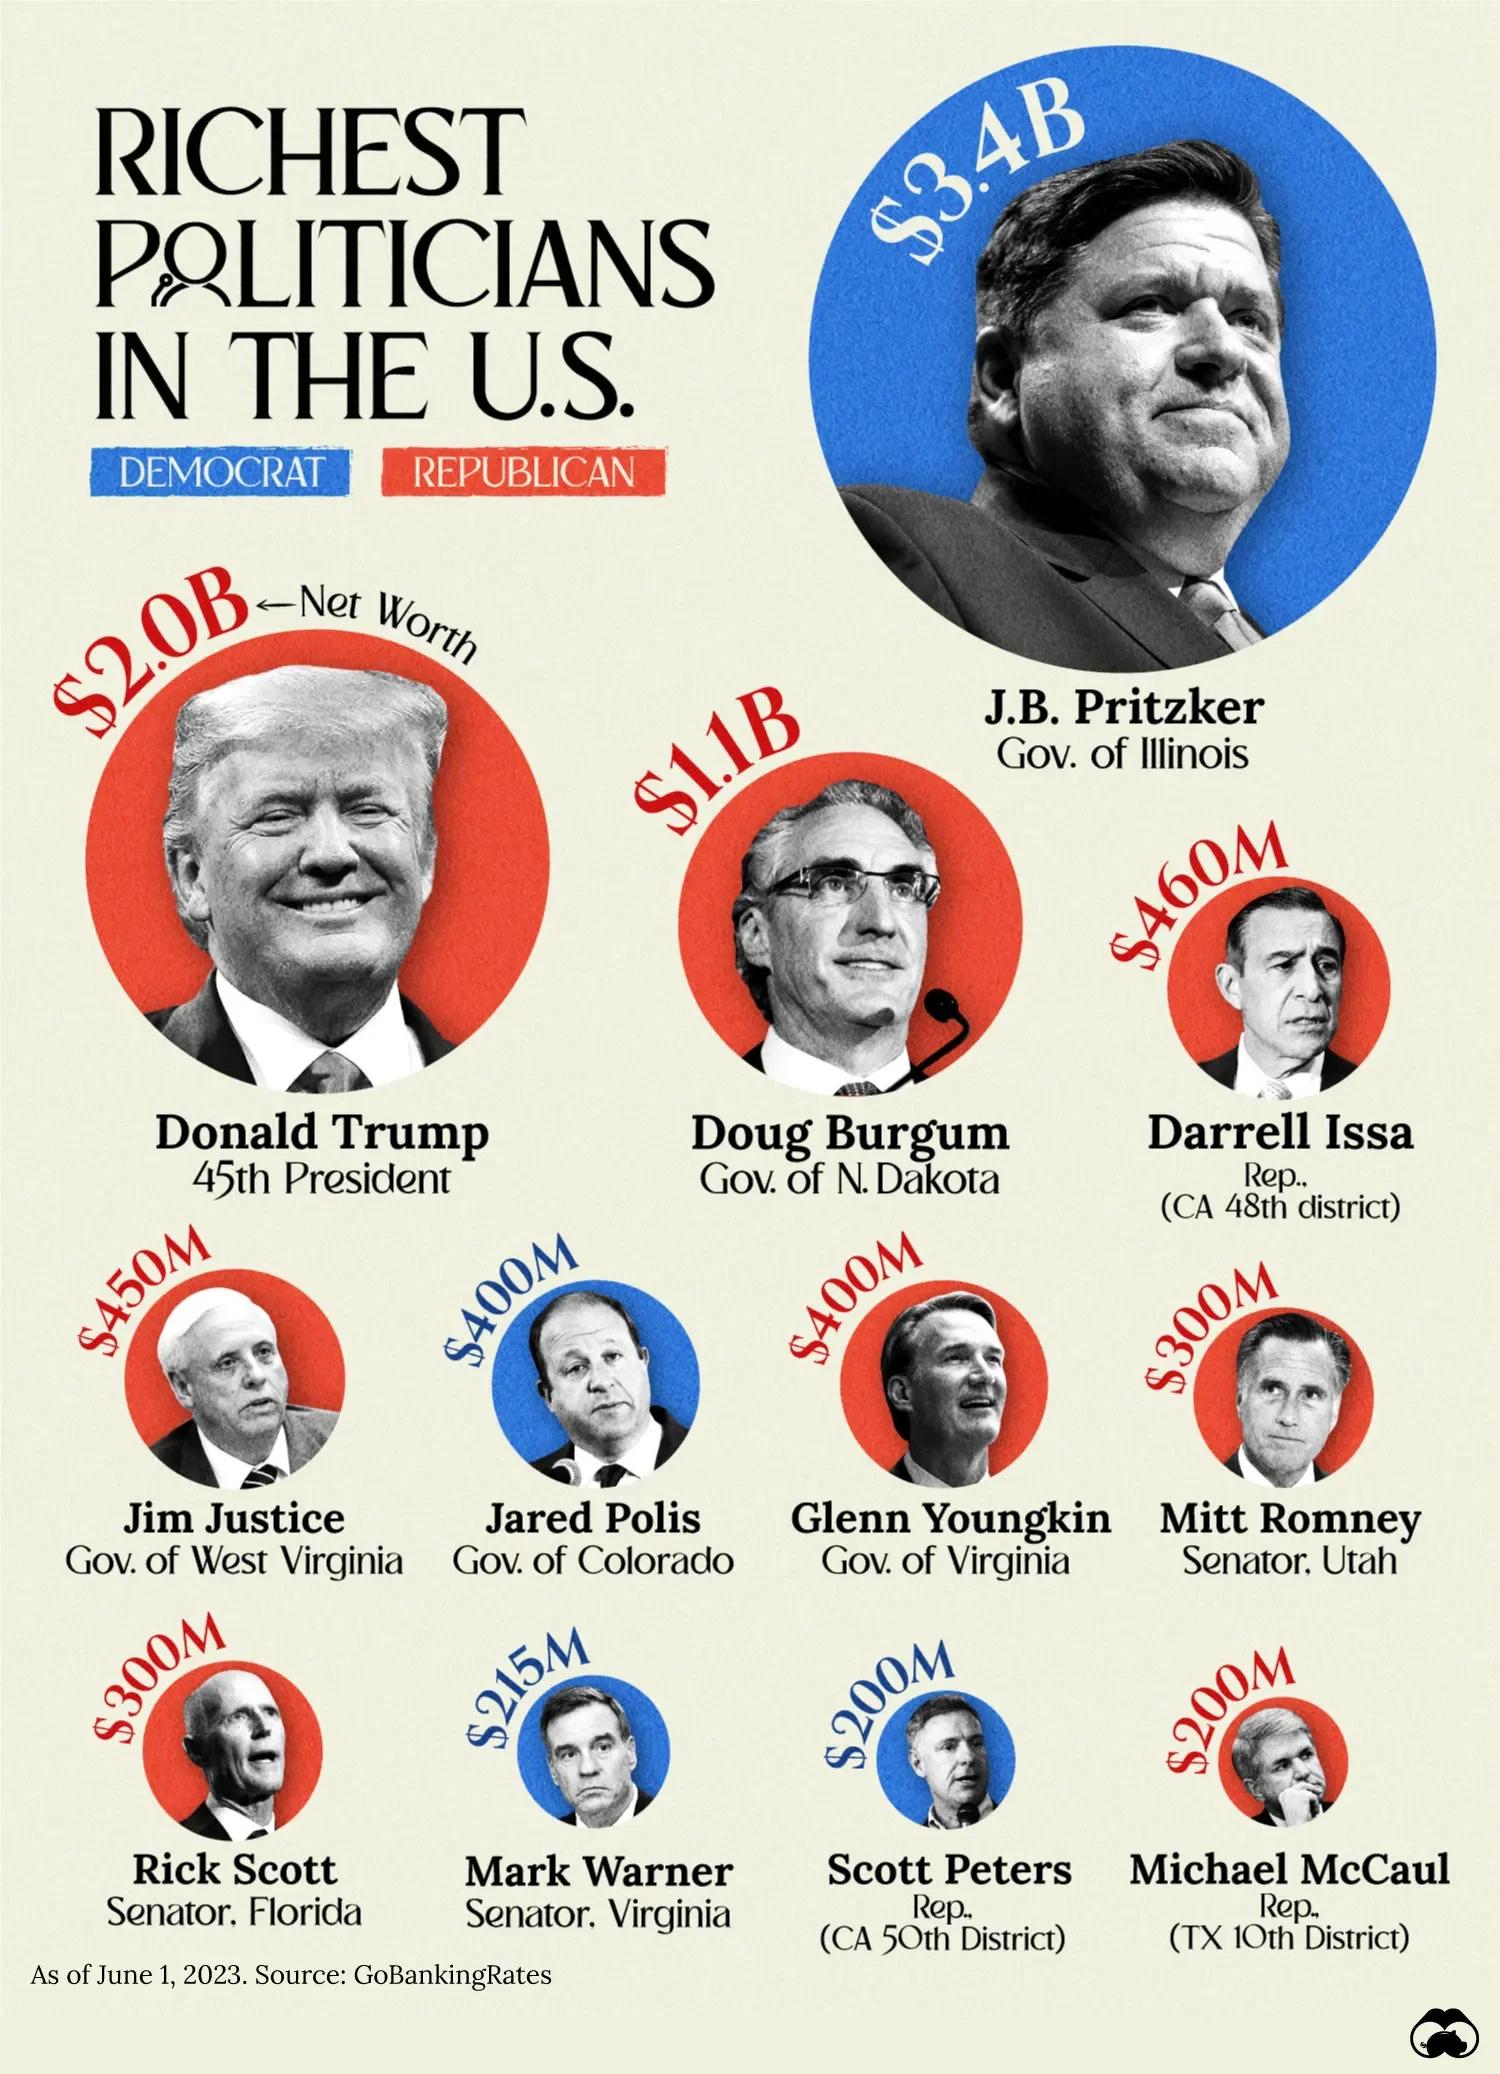 RICHEST
POLITICIANS
IN THE U.S.
DEMOCRAT REPUBLICAN
$3.4B
J.B. Pritzker
Gov. of Illinois
$2.0B ←Net Worth
Donald Trump
45th President
$1.1B
Doug Burgum
Gov. of N. Dakota
$460M
Darrell Issa
Rep.,
(CA 48th district)
$450M
Jim Justice
Gov. of West Virginia
$400M
Jared Polis
Gov. of Colorado
$400M
Glenn Youngkin
Gov. of Virginia
$300M
Mitt Romney
Senator, Utah
$300M
Rick Scott
Senator, Florida
$215M
Mark Warner
Senator, Virginia
$200M
Scott Peters
Rep.,
(CA 50th District)
$200M
Michael McCaul
Rep.,
(TX 10th District)
As of June 1, 2023. Source: GoBankingRates